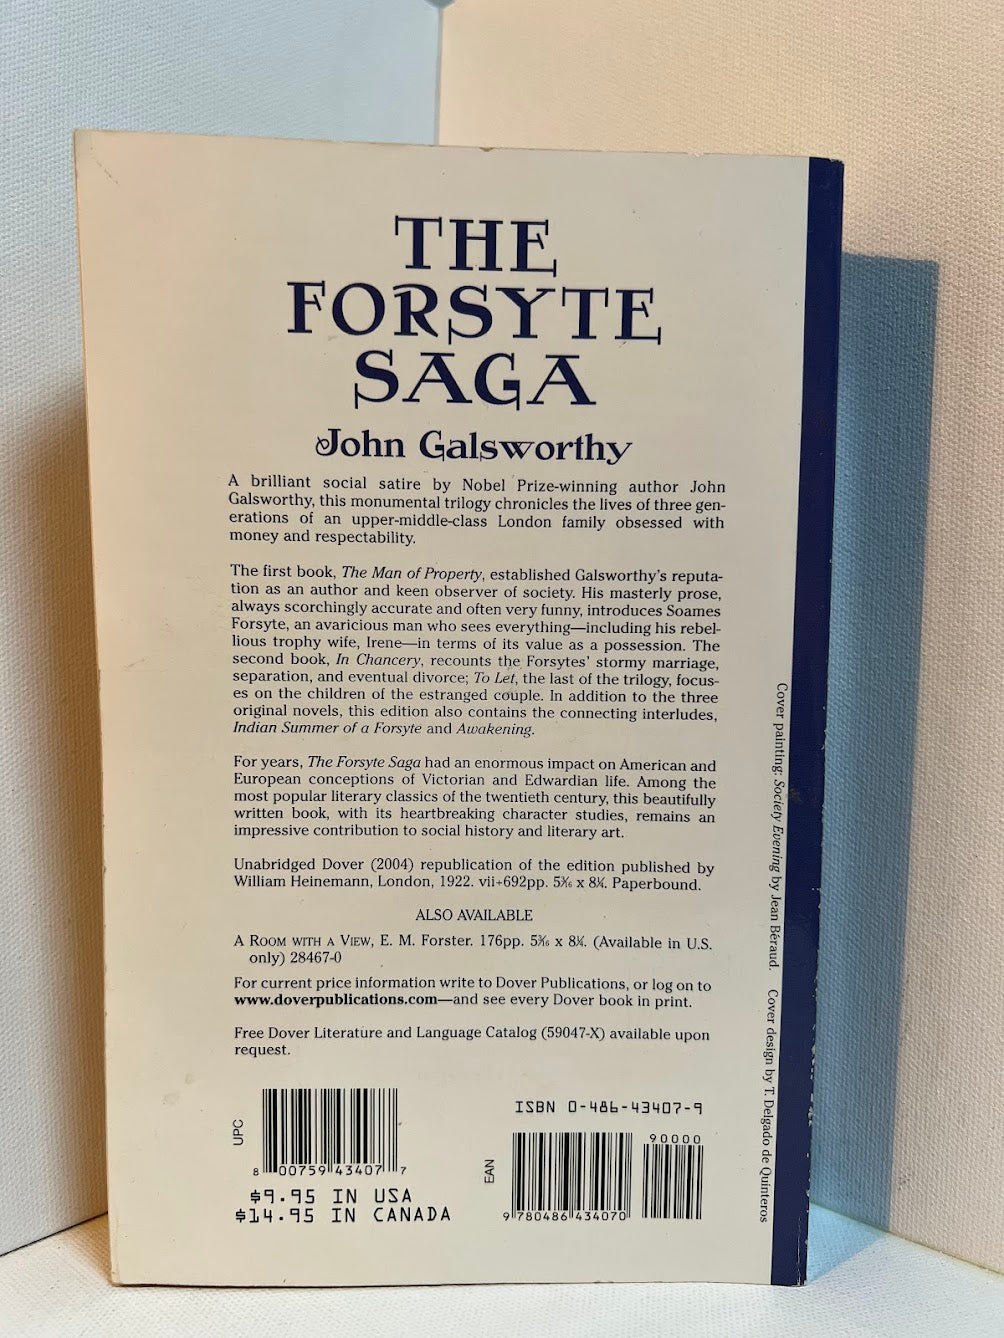 THE
FORSYTE
SAGA
John Galsworthy
A brilliant social satire by Nobel Prize-winning author John
Galsworthy, this monumental trilogy chronicles the lives of three gen-
erations of an upper-middle-class London family obsessed with
money and respectability.
The first book, The Man of Property, established Galsworthy's reputa-
tion as an author and keen observer of society. His masterly prose,
always scorchingly accurate and often very funny, introduces Soames
Forsyte, an avaricious man who sees everything—including his rebel-
lious trophy wife, Irene—in terms of its value as a possession. The
second book, In Chancery, recounts the Forsytes' stormy marriage,
separation, and eventual divorce; To Let, the last of the trilogy, focus-
es on the children of the estranged couple. In addition to the three
original novels, this edition also contains the connecting interludes,
Indian Summer of a Forsyte and Awakening.
For years, The Forsyte Saga had an enormous impact on American and
European conceptions of Victorian and Edwardian life. Among the
most popular literary classics of the twentieth century, this beautifully
written book, with its heartbreaking character studies, remains an
impressive contribution to social history and literary art.
Unabridged Dover (2004) republication of the edition published by
William Heinemann, London, 1922. vii+692pp. 5³⁄₁₆ x 8¼. Paperbound.
ALSO AVAILABLE
A ROOM WITH A VIEW, E. M. Forster. 176pp. 5³⁄₁₆ x 8¼. (Available in U.S.
only) 28467-0
For current price information write to Dover Publications, or log on to
www.doverpublications.com—and see every Dover book in print.
Free Dover Literature and Language Catalog (59047-X) available upon
request.
UPC
8 00759 43407 7
$9.95 IN USA
$14.95 IN CANADA
ISBN 0-486-43407-9
90000
EAN
9 780486 434070
Cover painting: Society Evening by Jean Béraud. Cover design by T. Delgado de Quinteros